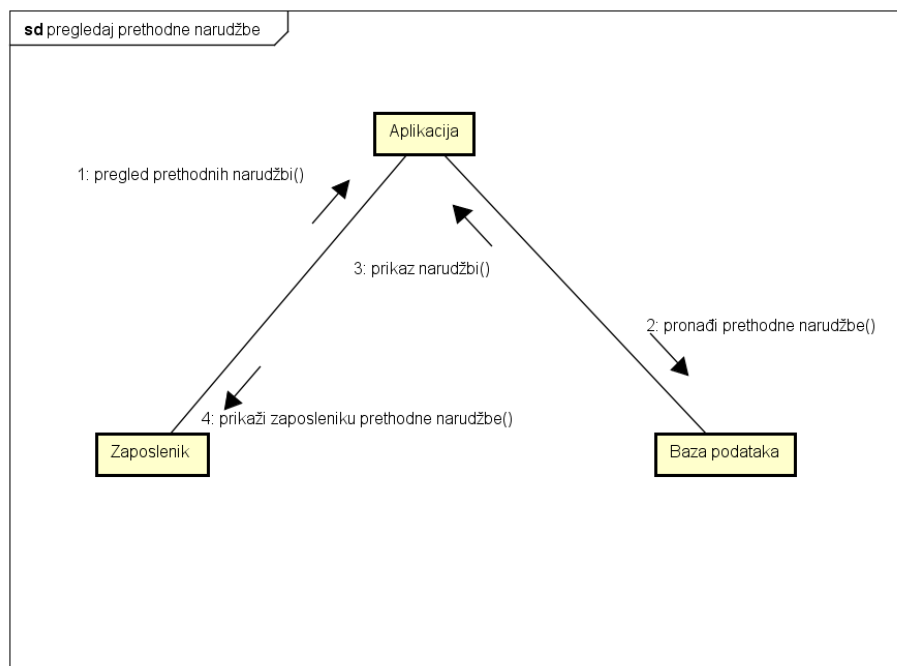 sd pregledaj prethodne narudžbe
Aplikacija
1: pregled prethodnih narudžbi()
3: prikaz narudžbi()
2: pronađi prethodne narudžbe()
4: prikaži zaposleniku prethodne narudžbe()
Zaposlenik
Baza podataka